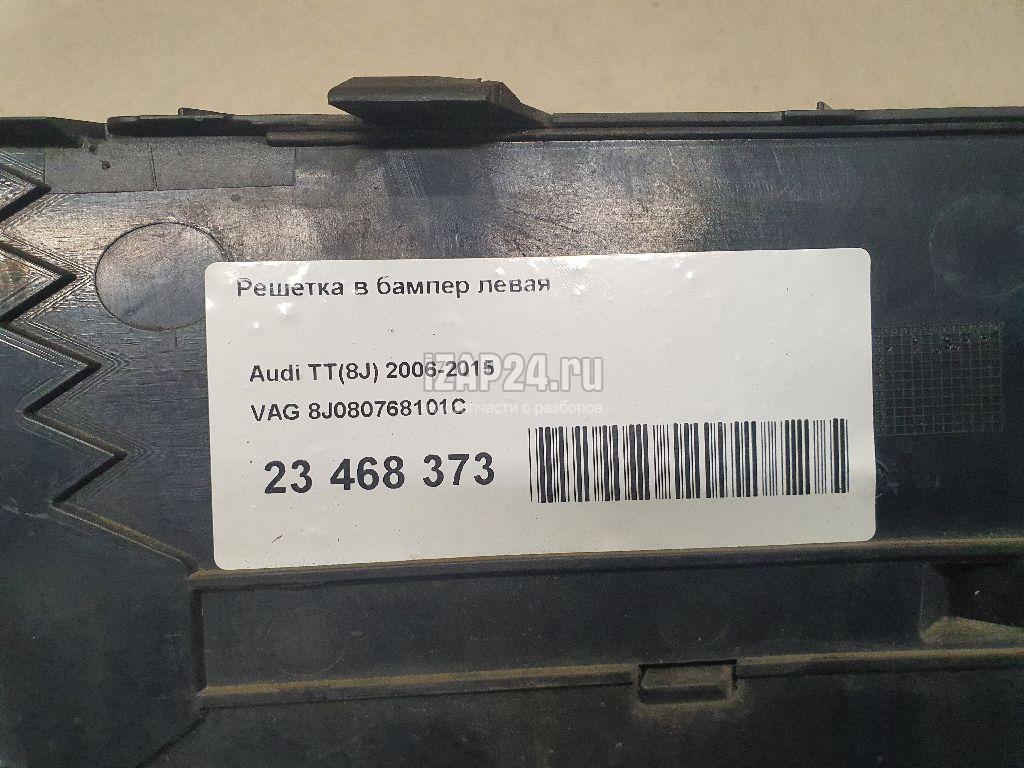 Решетка в бампер левая
Audi TT(8J) 2006-2015
iZAP24.ru
VAG 8J080768101C
запчасти с разборов
23 468 373